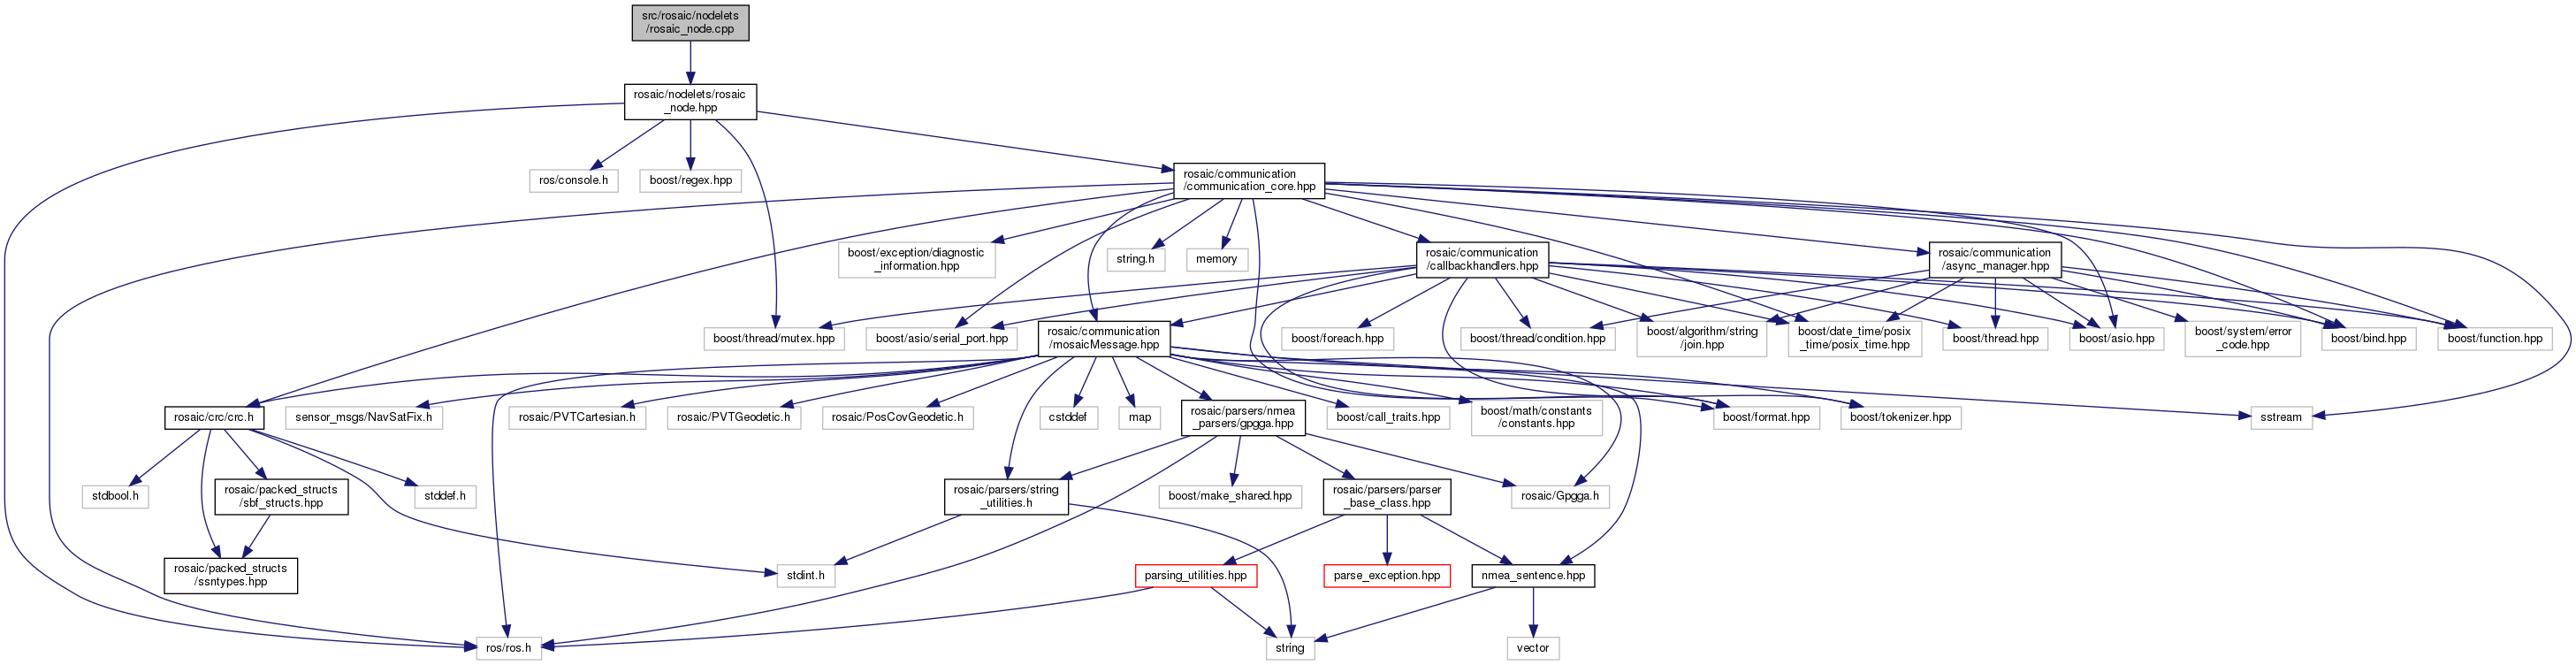 src/rosaic/nodelets
/rosaic_node.cpp
rosaic/nodelets/rosaic
_node.hpp
ros/console.h
boost/regex.hpp
rosaic/communication
/communication_core.hpp
boost/exception/diagnostic
_information.hpp
string.h
memory
rosaic/communication
/callbackhandlers.hpp
rosaic/communication
/async_manager.hpp
boost/thread/mutex.hpp
boost/asio/serial_port.hpp
rosaic/communication
/mosaicMessage.hpp
boost/foreach.hpp
boost/thread/condition.hpp
boost/algorithm/string
/join.hpp
boost/date_time/posix
_time/posix_time.hpp
boost/thread.hpp
boost/asio.hpp
boost/system/error
_code.hpp
boost/bind.hpp
boost/function.hpp
rosaic/crc/crc.h
sensor_msgs/NavSatFix.h
rosaic/PVTCartesian.h
rosaic/PVTGeodetic.h
rosaic/PosCovGeodetic.h
cstddef
map
rosaic/parsers/nmea
_parsers/gpgga.hpp
boost/call_traits.hpp
boost/math/constants
/constants.hpp
boost/format.hpp
boost/tokenizer.hpp
sstream
stdbool.h
rosaic/packed_structs
/sbf_structs.hpp
stddef.h
rosaic/parsers/string
_utilities.h
boost/make_shared.hpp
rosaic/parsers/parser
_base_class.hpp
rosaic/Gpgga.h
rosaic/packed_structs
/ssntypes.hpp
stdint.h
parsing_utilities.hpp
parse_exception.hpp
nmea_sentence.hpp
ros/ros.h
string
vector